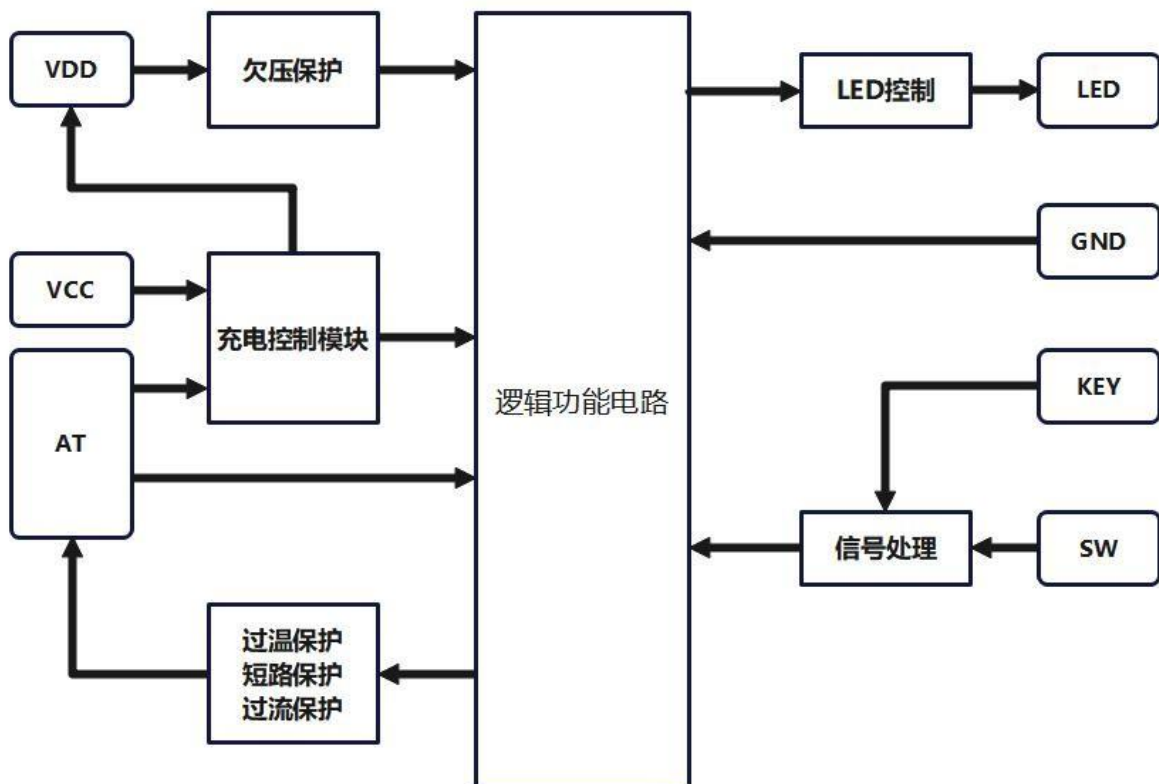 VDD
欠压保护
LED控制
LED
GND
VCC
充电控制模块
逻辑功能电路
KEY
AT
信号处理
SW
过温保护
短路保护
过流保护